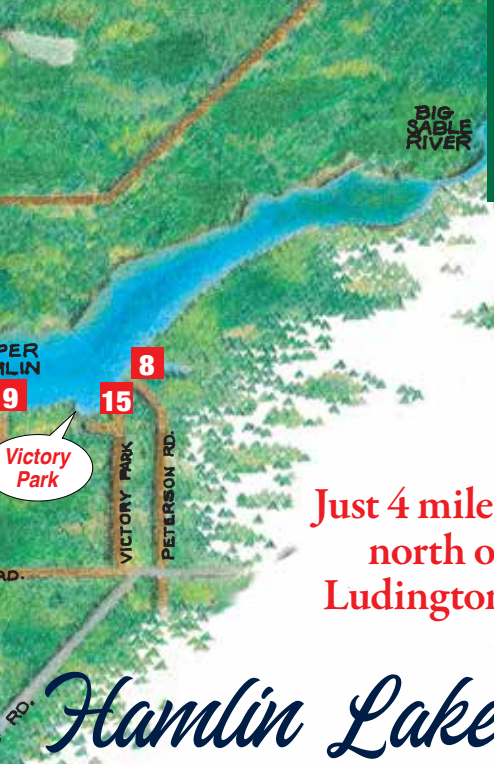 BIG
SABLE
RIVER
PER
MLIN
8
9
15
Victory
Park
VICTORY PARK
PETERSON RD.
Just 4 mile
north o
Ludington
RD.
RD.
Hamlin Lake